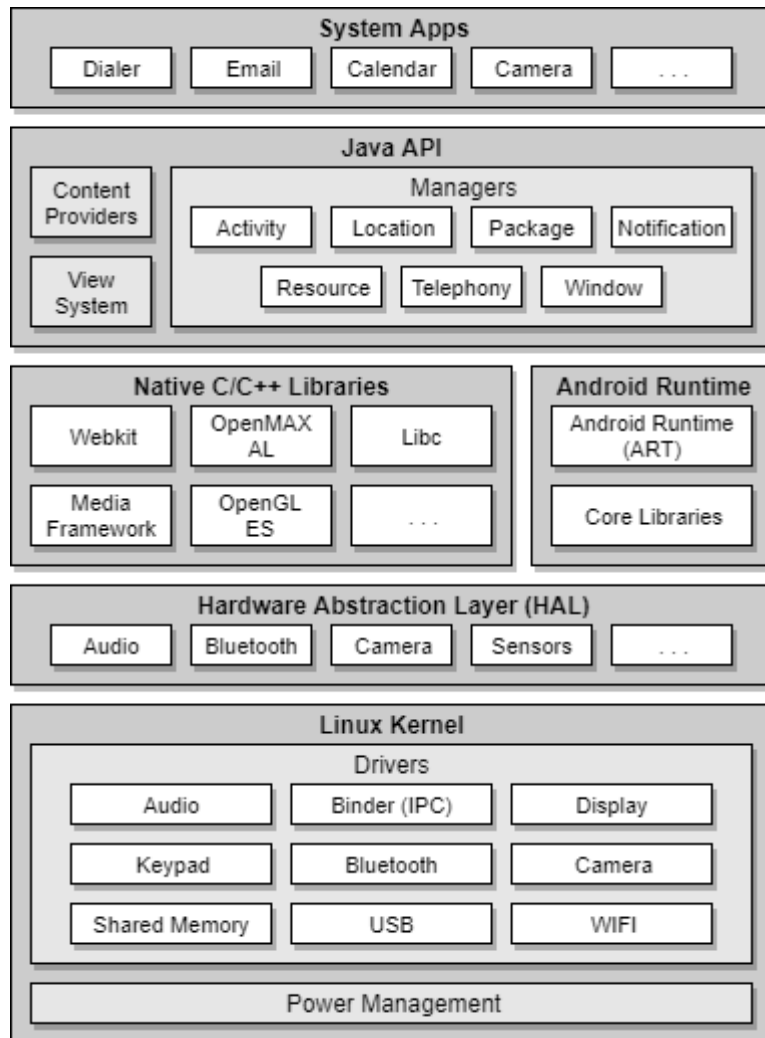 System Apps
Dialer
Email
Calendar
Camera
. . .
Java API
Content
Providers
View
System
Managers
Activity
Location
Package
Notification
Resource
Telephony
Window
Native C/C++ Libraries
Webkit
OpenMAX
AL
Libc
Media
Framework
OpenGL
ES
. . .
Android Runtime
Android Runtime
(ART)
Core Libraries
Hardware Abstraction Layer (HAL)
Audio
Bluetooth
Camera
Sensors
. . .
Linux Kernel
Drivers
Audio
Binder (IPC)
Display
Keypad
Bluetooth
Camera
Shared Memory
USB
WIFI
Power Management